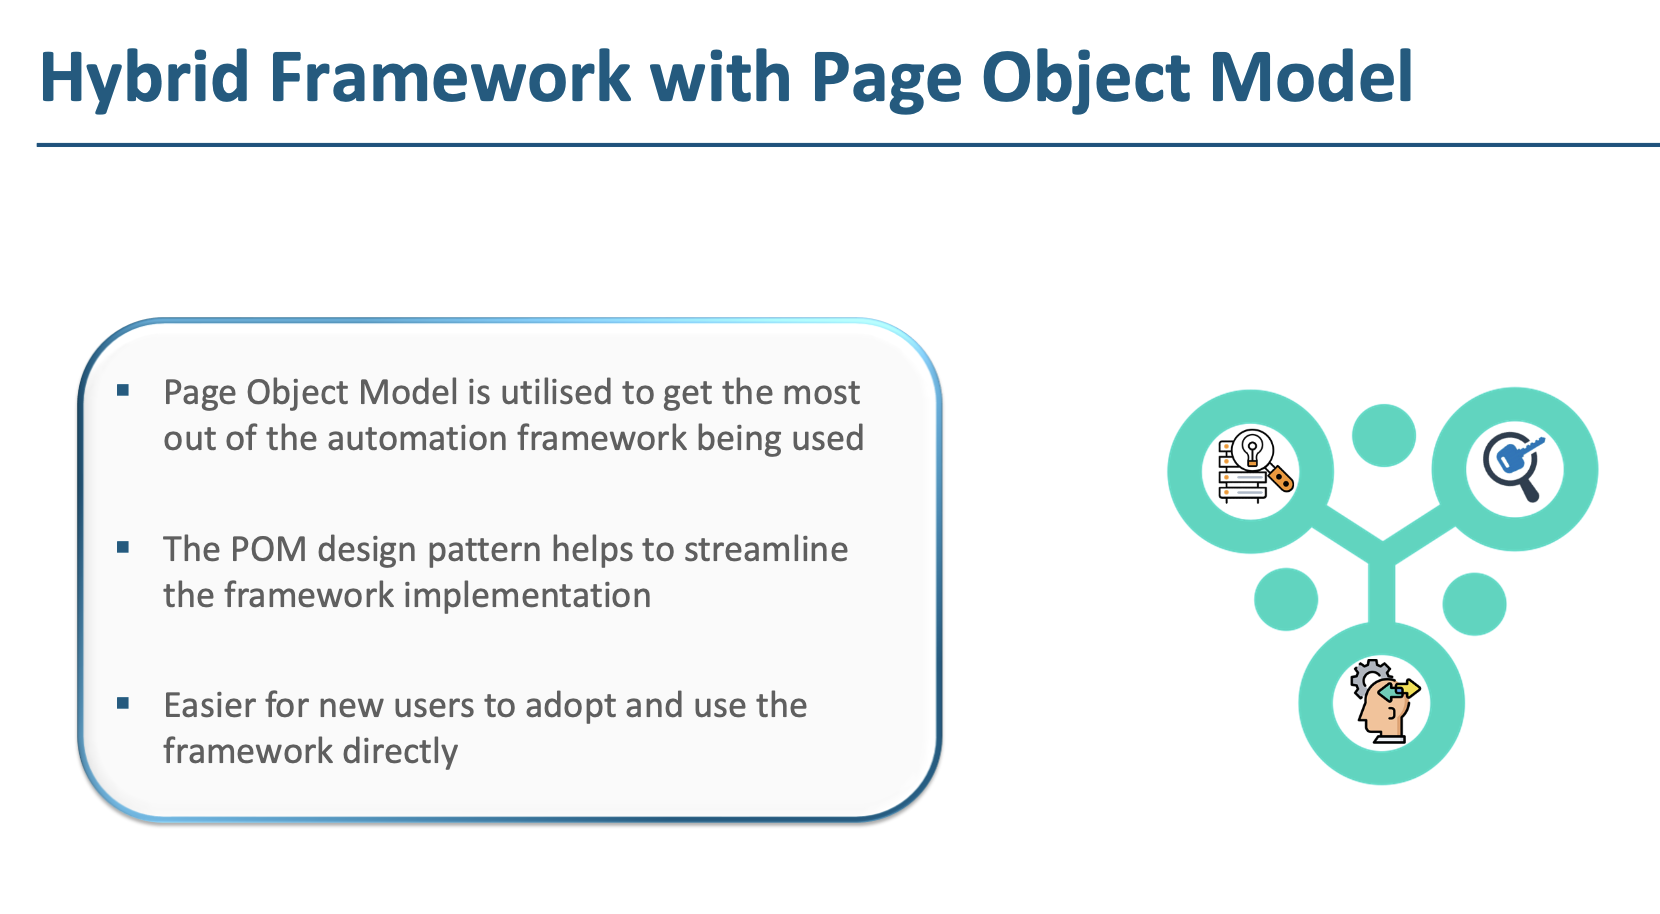 Hybrid Framework with Page Object Model
▪ Page Object Model is utilised to get the most
out of the automation framework being used
▪ The POM design pattern helps to streamline
the framework implementation
▪ Easier for new users to adopt and use the
framework directly